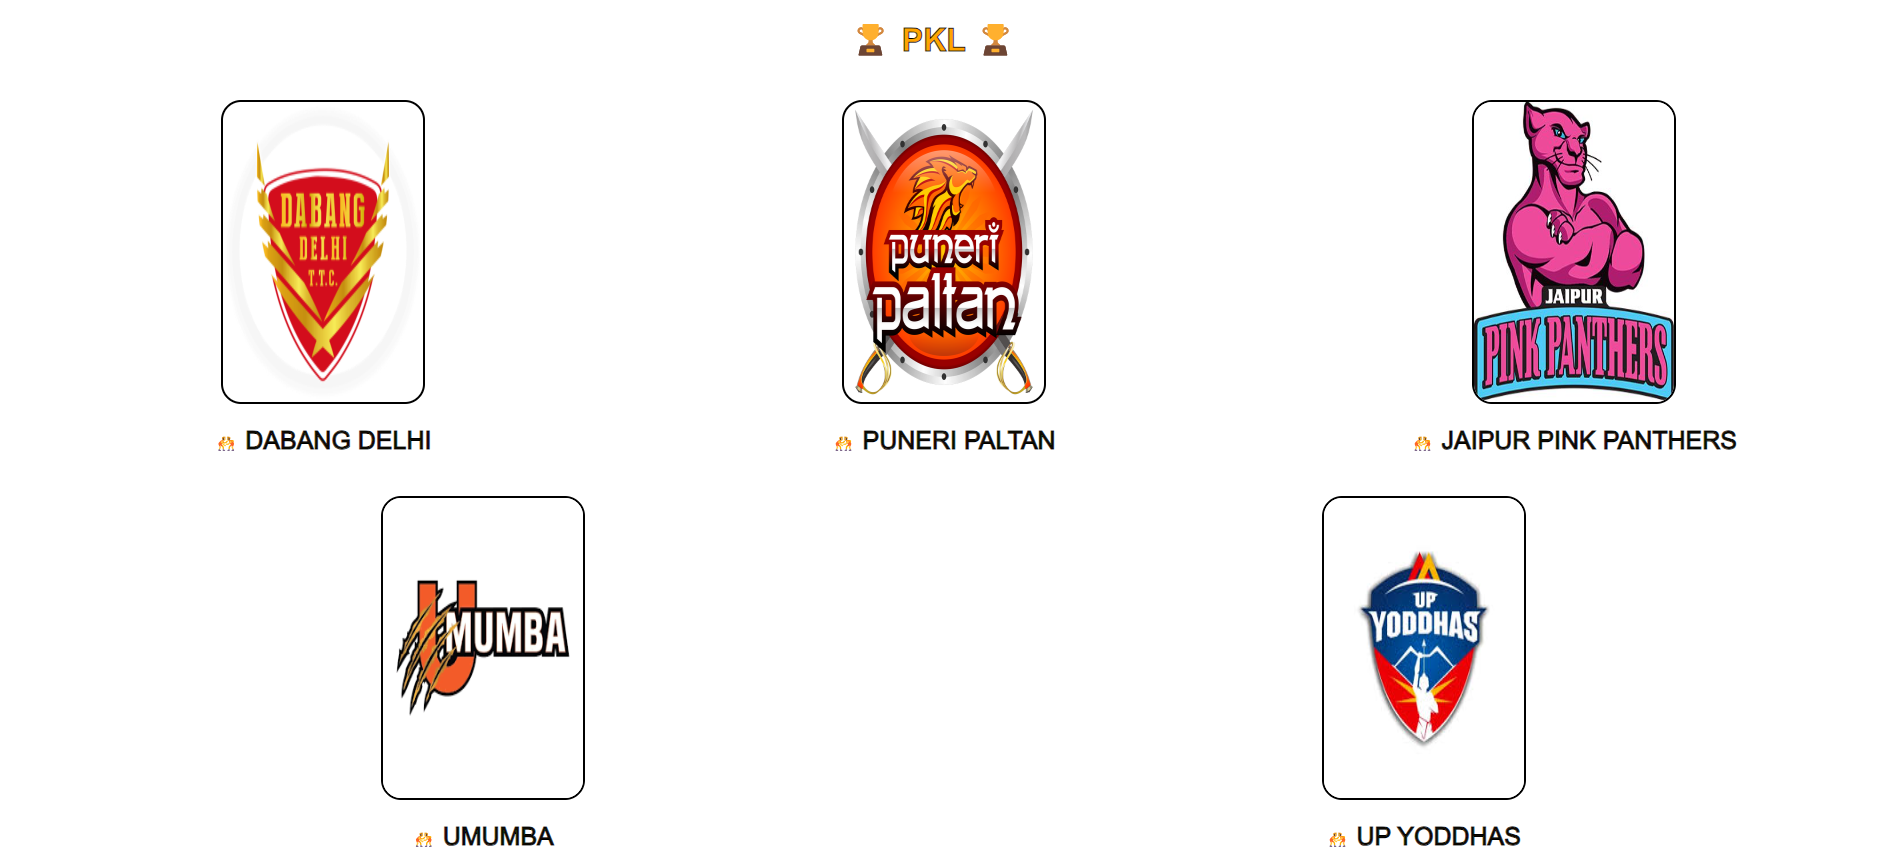 PKL
DABANG
DELHI
T.T.C.
puneri
paltan
JAIPUR
PINK PANTHERS
DABANG DELHI
PUNERI PALTAN
JAIPUR PINK PANTHERS
U MUMBA
UP
YODDHAS
UMUMBA
UP YODDHAS